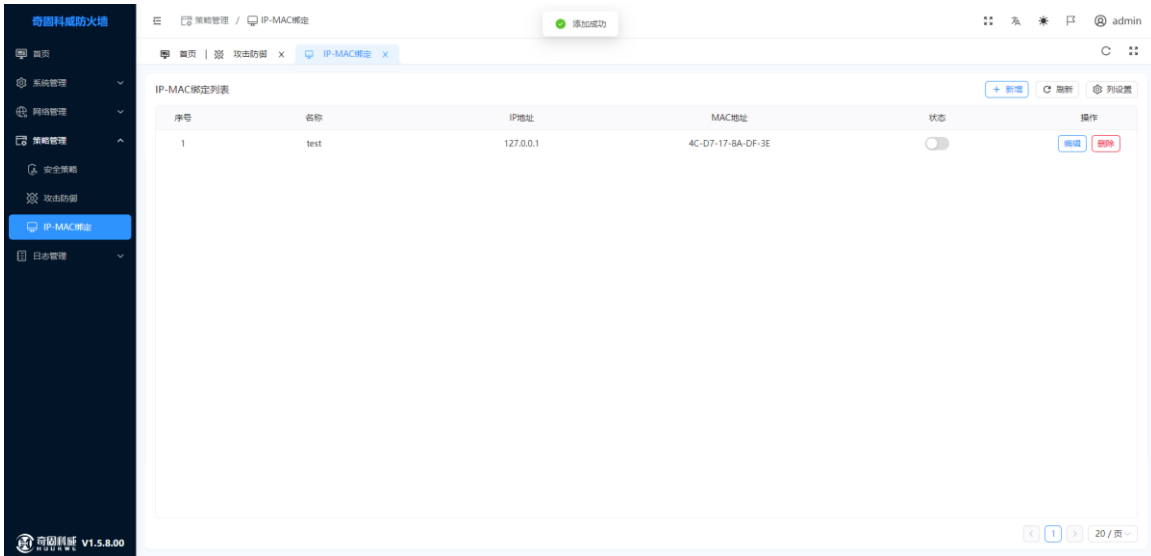 奇固科威防火墙
策略管理 / IP-MAC绑定
添加成功
admin
首页
系统管理
网络管理
策略管理
安全策略
攻击防御
IP-MAC绑定
日志管理
首页 | 攻击防御 × IP-MAC绑定 ×
IP-MAC绑定列表
+ 新增 刷新 列设置
序号 名称 IP地址 MAC地址 状态 操作
1 test 127.0.0.1 4C-D7-17-8A-DF-3E 编辑 删除
1 20 / 页
奇固科威 V1.5.8.00